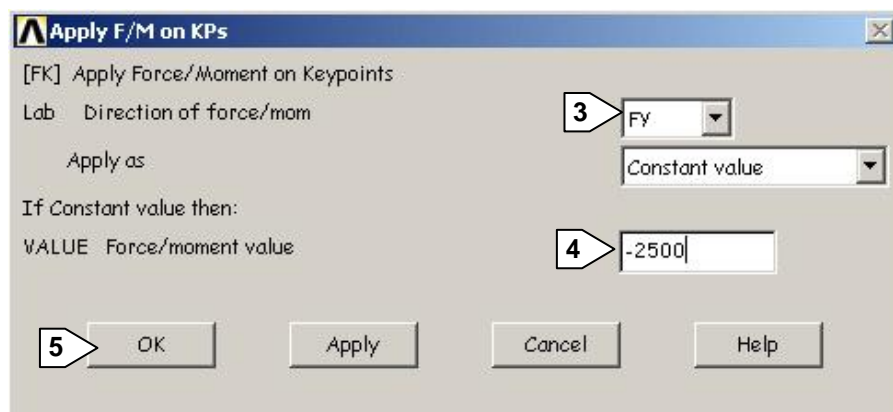 Apply F/M on KPs
[FK] Apply Force/Moment on Keypoints
Lab Direction of force/mom 3 FY
Apply as Constant value
If Constant value then:
VALUE Force/moment value 4 -2500
5 OK Apply Cancel Help